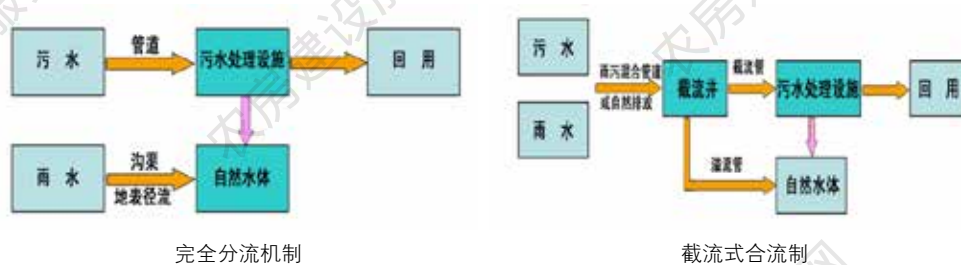 污 水
管道
污水处理设施
回 用
雨 水
沟渠
地表径流
自然水体
完全分流机制
污 水
雨 水
雨污混合管道
或自然排放
截流井
截流管
污水处理设施
回 用
溢流管
自然水体
截流式合流制